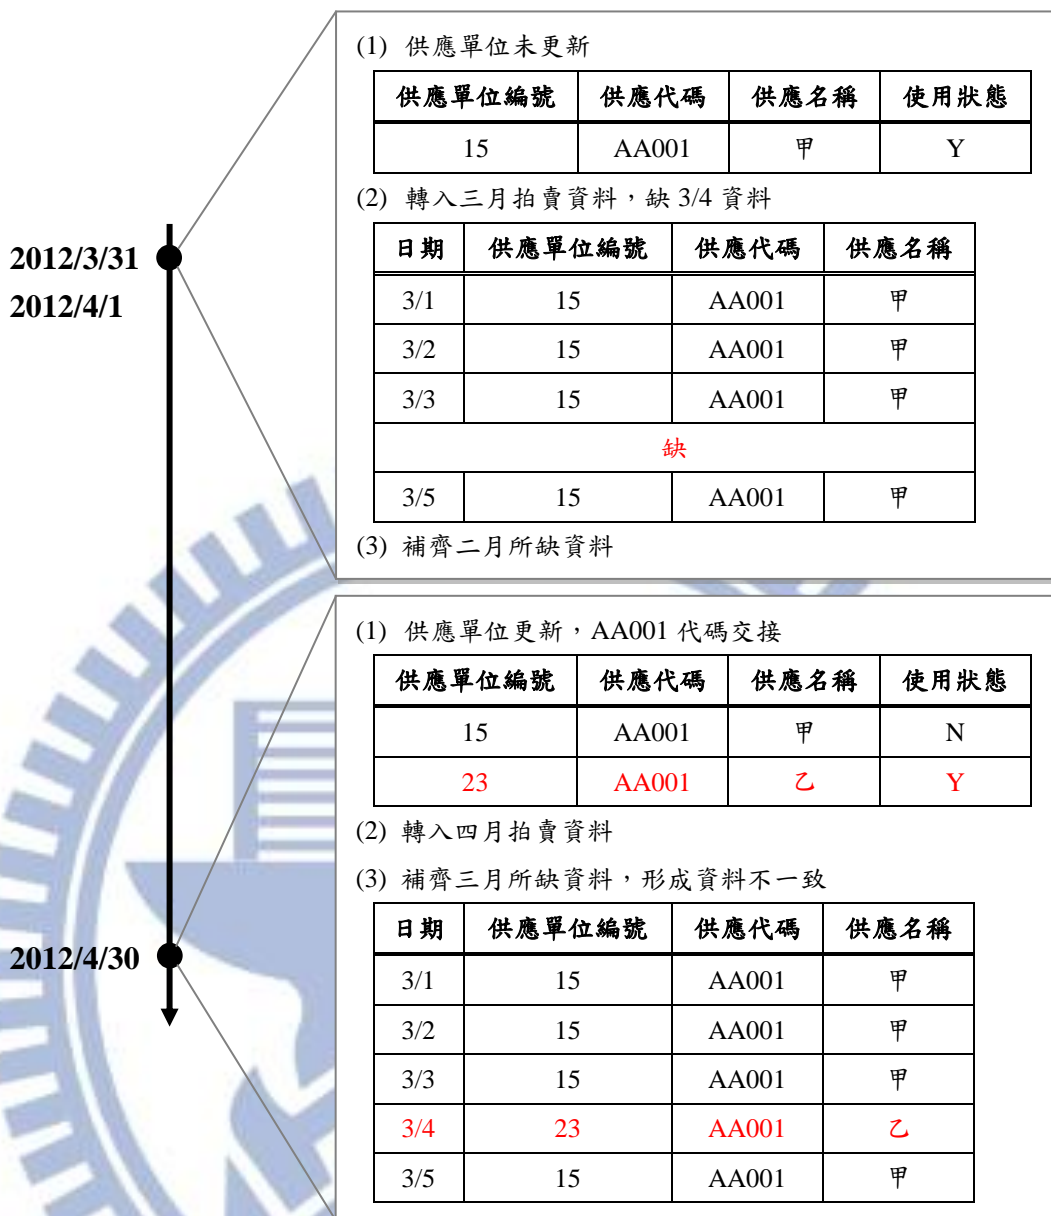 (1) 供應單位未更新
供應單位編號 供應代碼 供應名稱 使用狀態
15 AA001 甲 Y
(2) 轉入三月拍賣資料，缺 3/4 資料
日期 供應單位編號 供應代碼 供應名稱
3/1 15 AA001 甲
3/2 15 AA001 甲
3/3 15 AA001 甲
缺
3/5 15 AA001 甲
(3) 補齊二月所缺資料
2012/3/31
2012/4/1
(1) 供應單位更新，AA001 代碼交接
供應單位編號 供應代碼 供應名稱 使用狀態
15 AA001 甲 N
23 AA001 乙 Y
(2) 轉入四月拍賣資料
(3) 補齊三月所缺資料，形成資料不一致
日期 供應單位編號 供應代碼 供應名稱
3/1 15 AA001 甲
3/2 15 AA001 甲
3/3 15 AA001 甲
3/4 23 AA001 乙
3/5 15 AA001 甲
2012/4/30